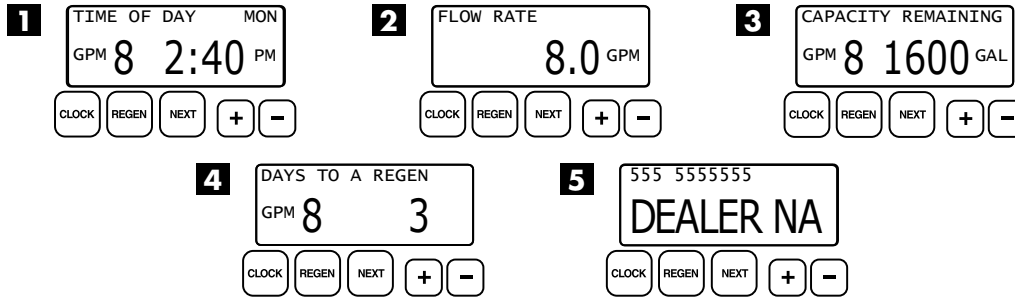 1
TIME OF DAY MON
GPM 8 2:40 PM
CLOCK REGEN NEXT + −
2
FLOW RATE
8.0 GPM
CLOCK REGEN NEXT + −
3
CAPACITY REMAINING
GPM 8 1600 GAL
CLOCK REGEN NEXT + −
4
DAYS TO A REGEN
GPM 8 3
CLOCK REGEN NEXT + −
5
555 5555555
DEALER NA
CLOCK REGEN NEXT + −